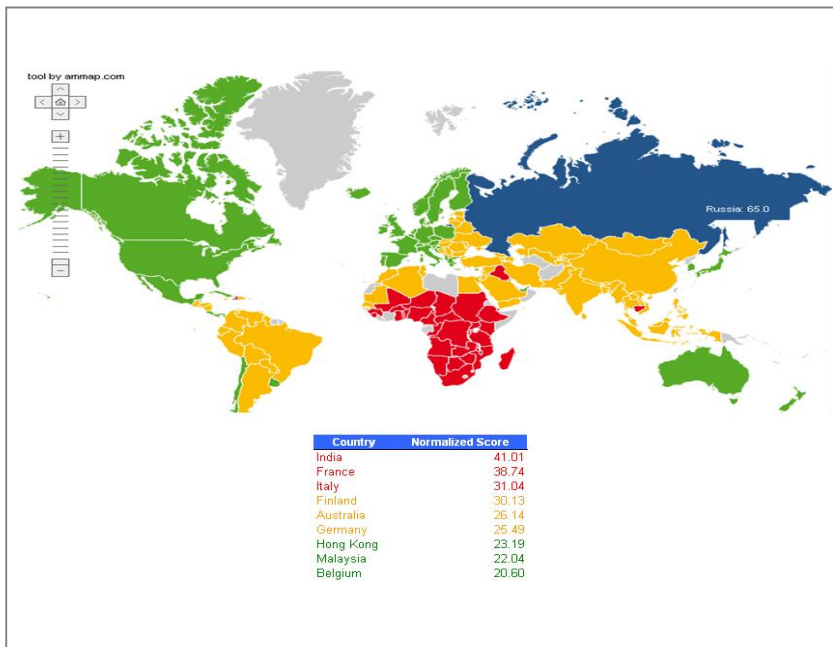 tool by ammap.com
Russia: 65.0
Country Normalized Score
India 41.01
France 38.74
Italy 31.04
Finland 30.13
Australia 26.14
Germany 25.49
Hong Kong 23.19
Malaysia 22.04
Belgium 20.60